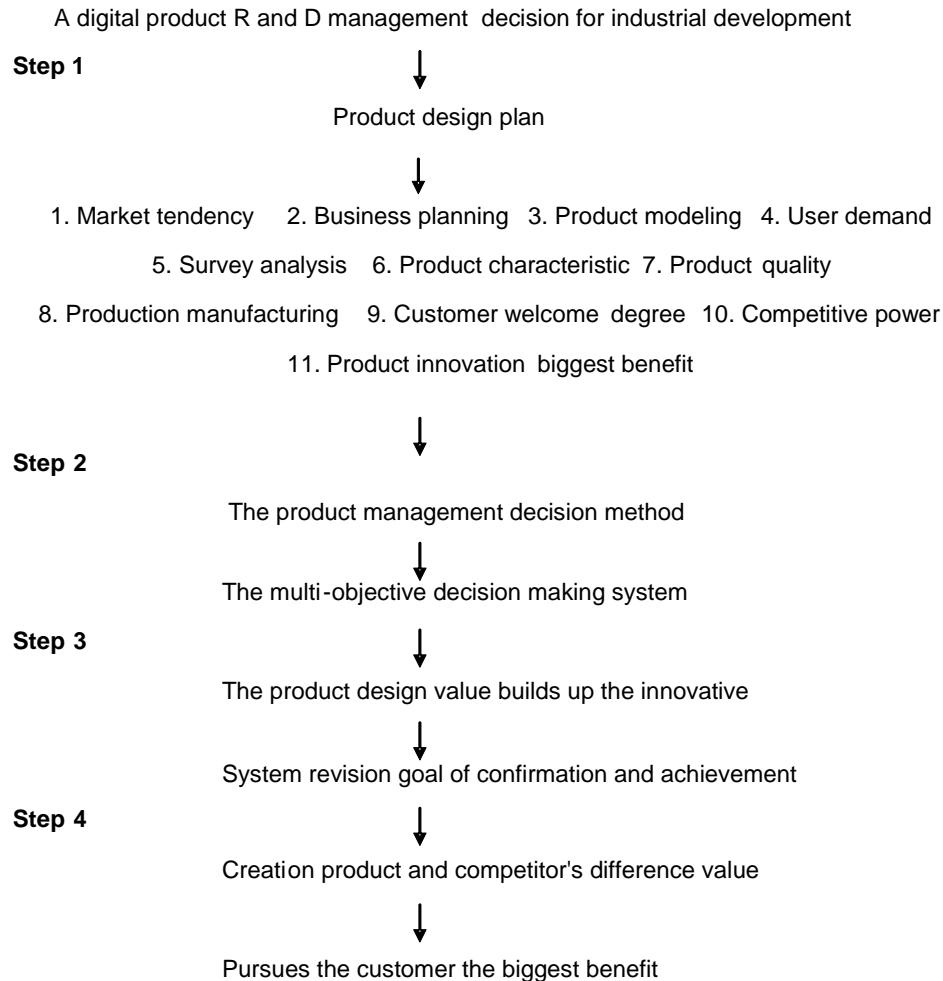 A digital product R and D management decision for industrial development
Step 1
Product design plan
1. Market tendency 2. Business planning 3. Product modeling 4. User demand
5. Survey analysis 6. Product characteristic 7. Product quality
8. Production manufacturing 9. Customer welcome degree 10. Competitive power
11. Product innovation biggest benefit
Step 2
The product management decision method
The multi-objective decision making system
Step 3
The product design value builds up the innovative
System revision goal of confirmation and achievement
Step 4
Creation product and competitor's difference value
Pursues the customer the biggest benefit